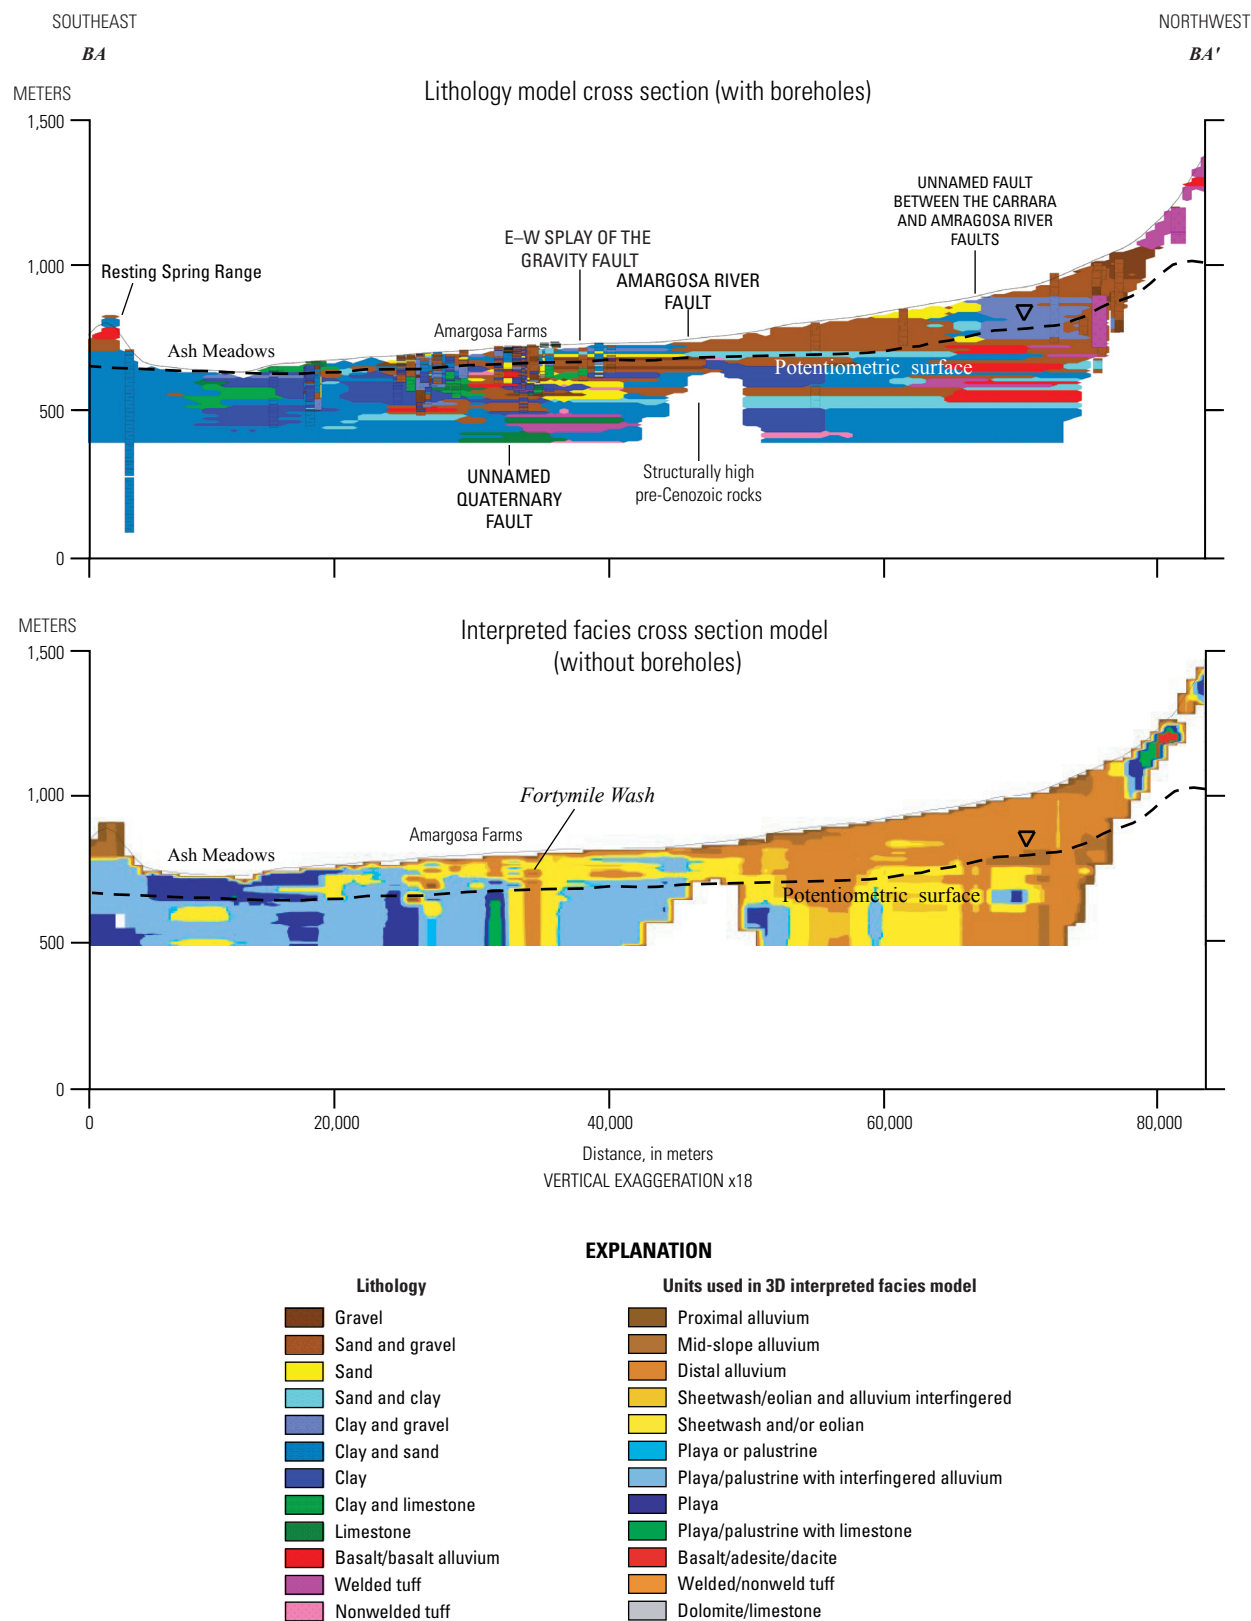 SOUTHEAST
NORTHWEST
BA
BA'
METERS
Lithology model cross section (with boreholes)
1,500
UNNAMED FAULT
BETWEEN THE CARRARA
AND AMRAGOSA RIVER
FAULTS
E–W SPLAY OF THE
GRAVITY FAULT
1,000
Resting Spring Range
AMARGOSA RIVER
FAULT
Amargosa Farms
Ash Meadows
Potentiometric surface
500
UNNAMED
QUATERNARY
FAULT
Structurally high
pre-Cenozoic rocks
0
METERS
Interpreted facies cross section model
(without boreholes)
1,500
1,000
Fortymile Wash
Amargosa Farms
Ash Meadows
Potentiometric surface
500
0
0
20,000
40,000
60,000
80,000
Distance, in meters
VERTICAL EXAGGERATION x18
EXPLANATION
Lithology
Gravel
Sand and gravel
Sand
Sand and clay
Clay and gravel
Clay and sand
Clay
Clay and limestone
Limestone
Basalt/basalt alluvium
Welded tuff
Nonwelded tuff
Units used in 3D interpreted facies model
Proximal alluvium
Mid-slope alluvium
Distal alluvium
Sheetwash/eolian and alluvium interfingered
Sheetwash and/or eolian
Playa or palustrine
Playa/palustrine with interfingered alluvium
Playa
Playa/palustrine with limestone
Basalt/adesite/dacite
Welded/nonweld tuff
Dolomite/limestone